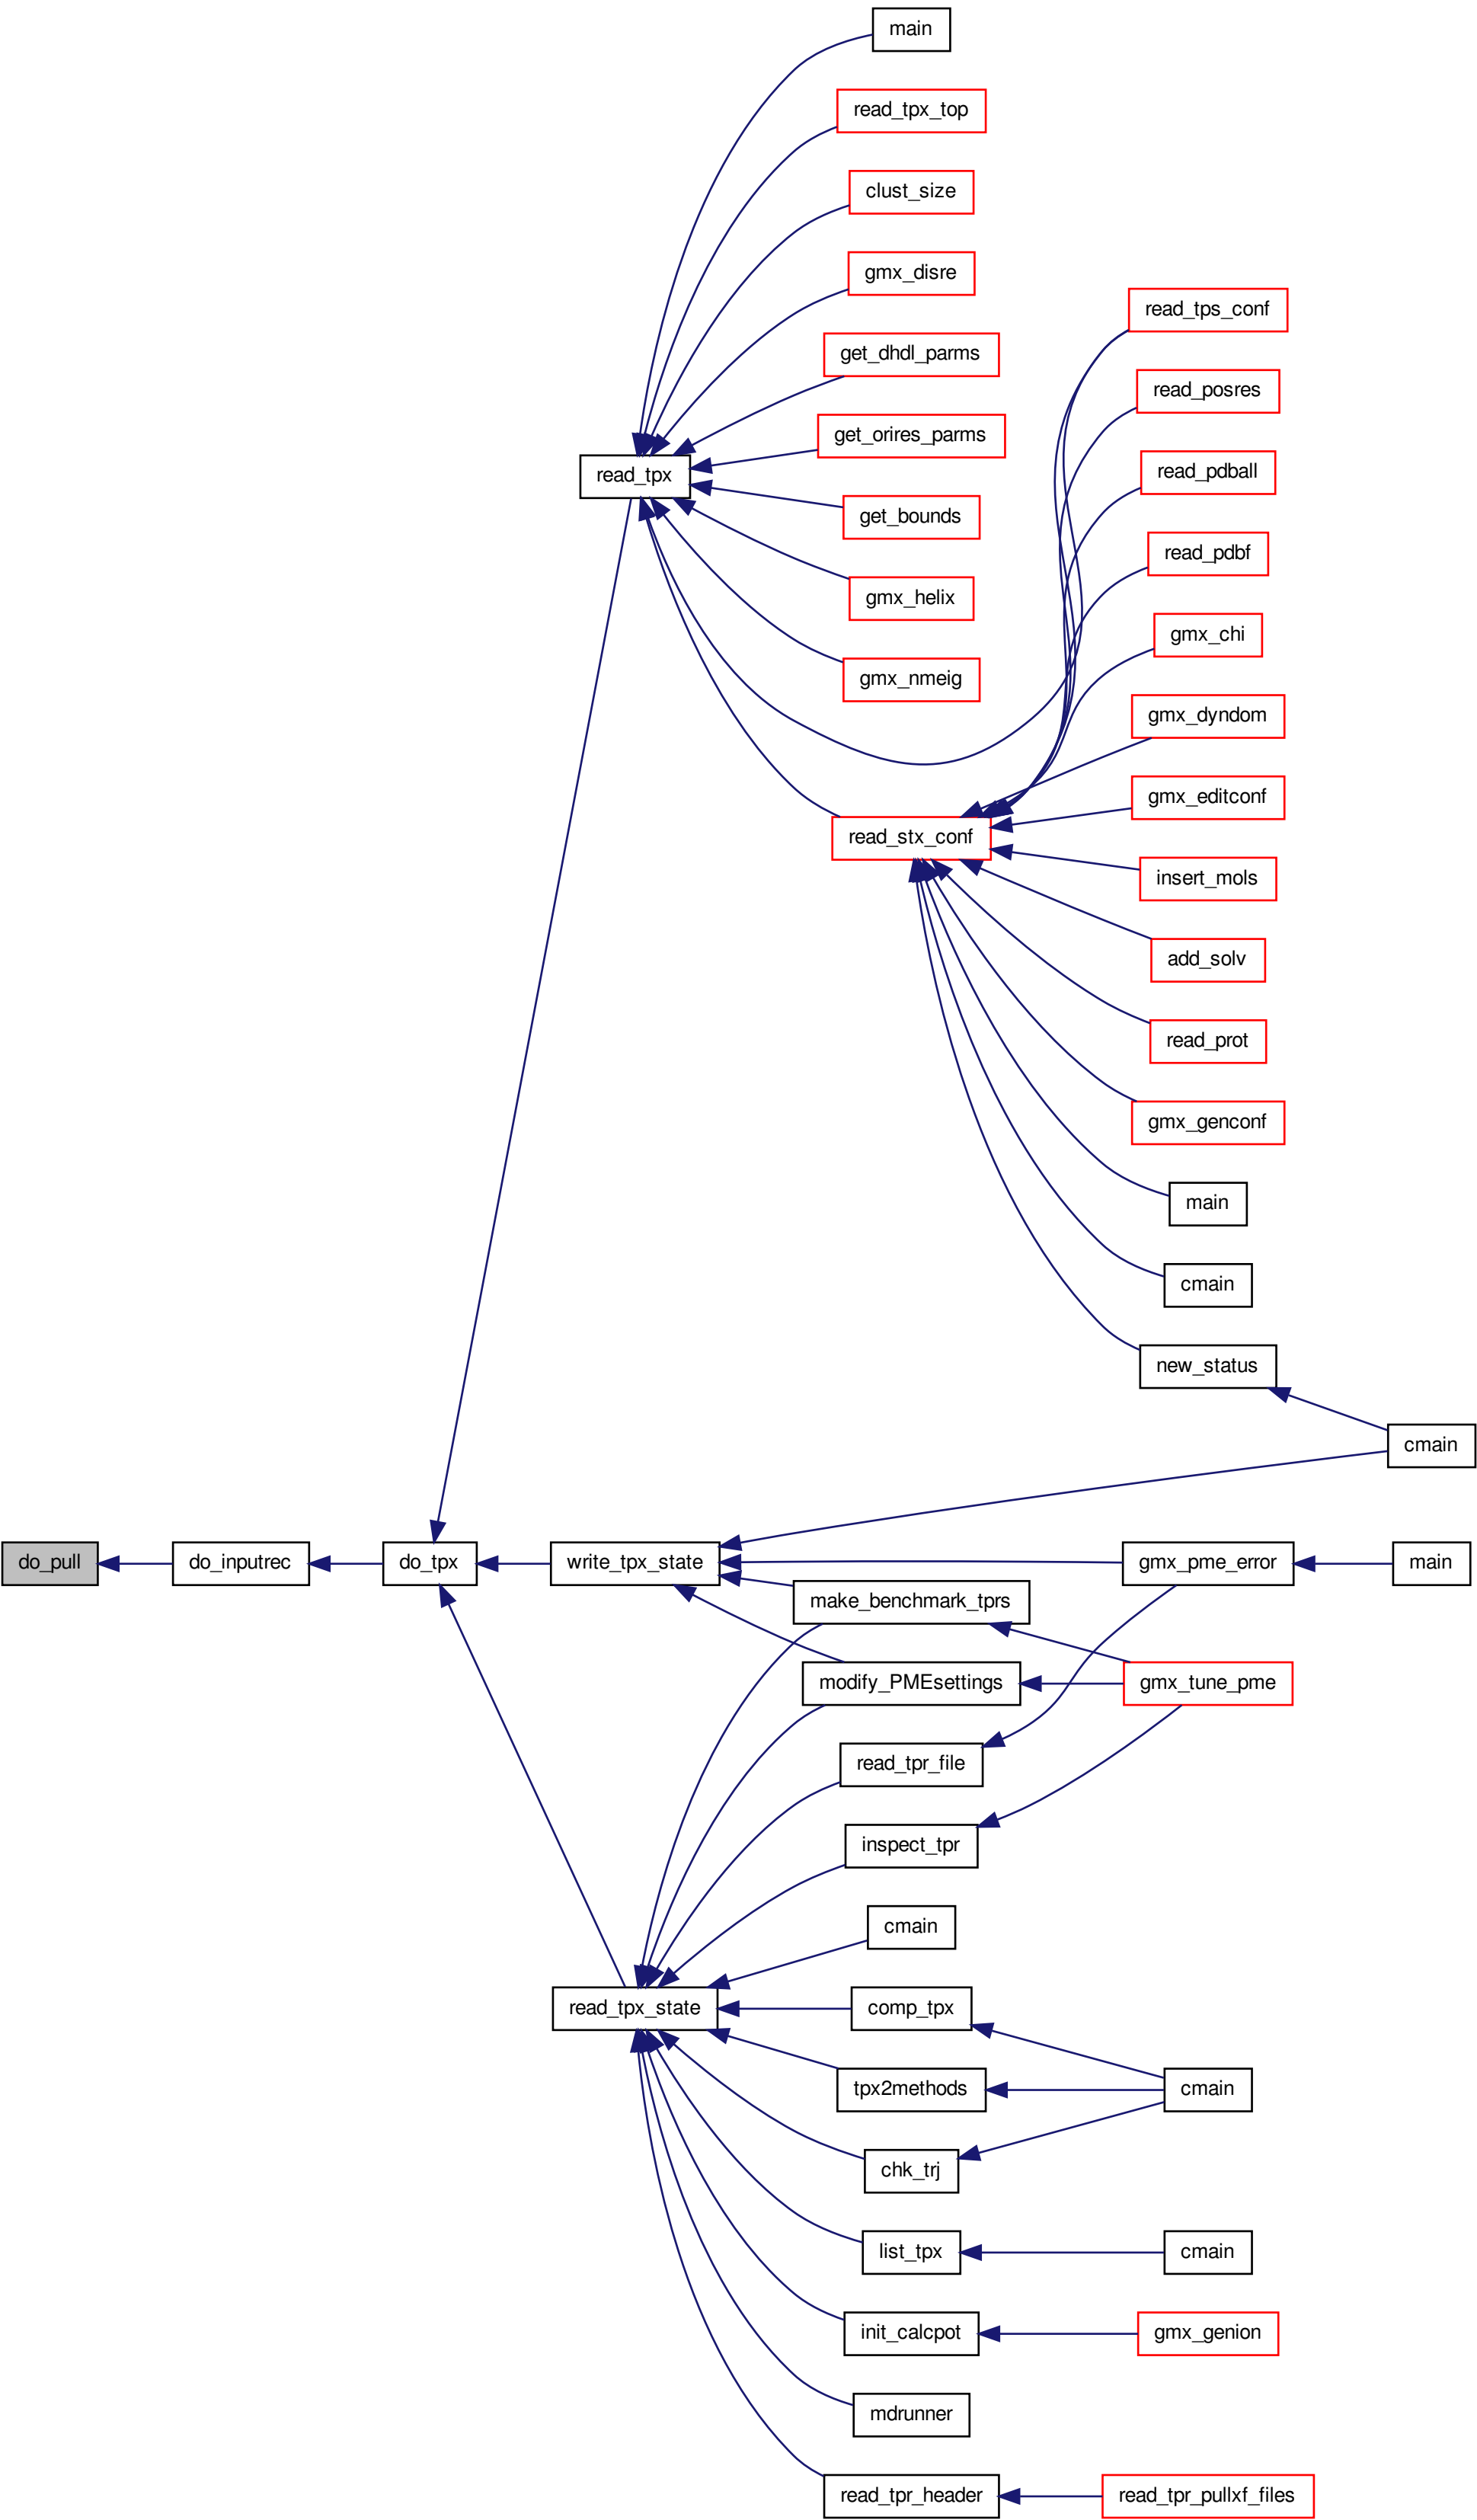 main
read_tpx_top
clust_size
gmx_disre
read_tps_conf
get_dhdl_parms
read_posres
get_orires_parms
read_tpx
read_pdball
get_bounds
read_pdbf
gmx_helix
gmx_chi
gmx_nmeig
gmx_dyndom
gmx_editconf
read_stx_conf
insert_mols
add_solv
read_prot
gmx_genconf
main
cmain
new_status
cmain
do_pull
do_inputrec
do_tpx
write_tpx_state
gmx_pme_error
main
make_benchmark_tprs
modify_PMEsettings
gmx_tune_pme
read_tpr_file
inspect_tpr
cmain
read_tpx_state
comp_tpx
tpx2methods
cmain
chk_trj
list_tpx
cmain
init_calcpot
gmx_genion
mdrunner
read_tpr_header
read_tpr_pullxf_files